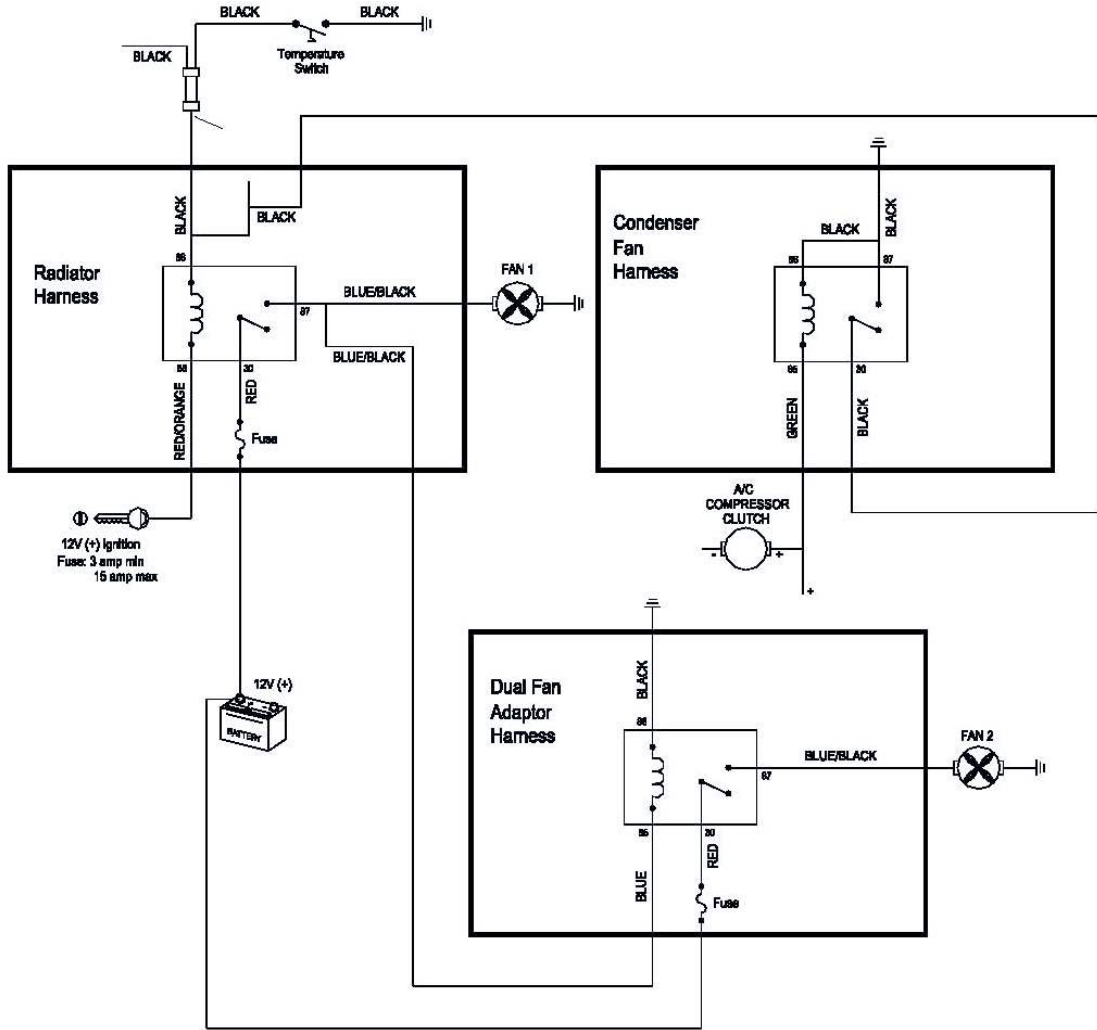 BLACK
BLACK
BLACK
Temperature
Switch
BLACK
BLACK
Radiator
Harness
86
87
BLUE/BLACK
FAN 1
BLUE/BLACK
30
RED/ORANGE
RED
Fuse
Condenser
Fan
Harness
BLACK
BLACK
86
87
85
30
GREEN
BLACK
12V (+) Ignition
Fuse: 3 amp min
15 amp max
A/C
COMPRESSOR
CLUTCH
- +
+
12V (+)
BATTERY
Dual Fan
Adaptor
Harness
BLACK
86
87
BLUE/BLACK
FAN 2
85
30
BLUE
RED
Fuse